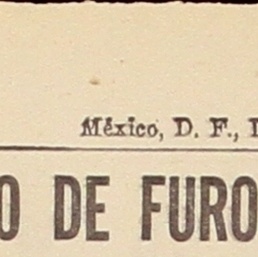 México, D. F.,
O DE FURO